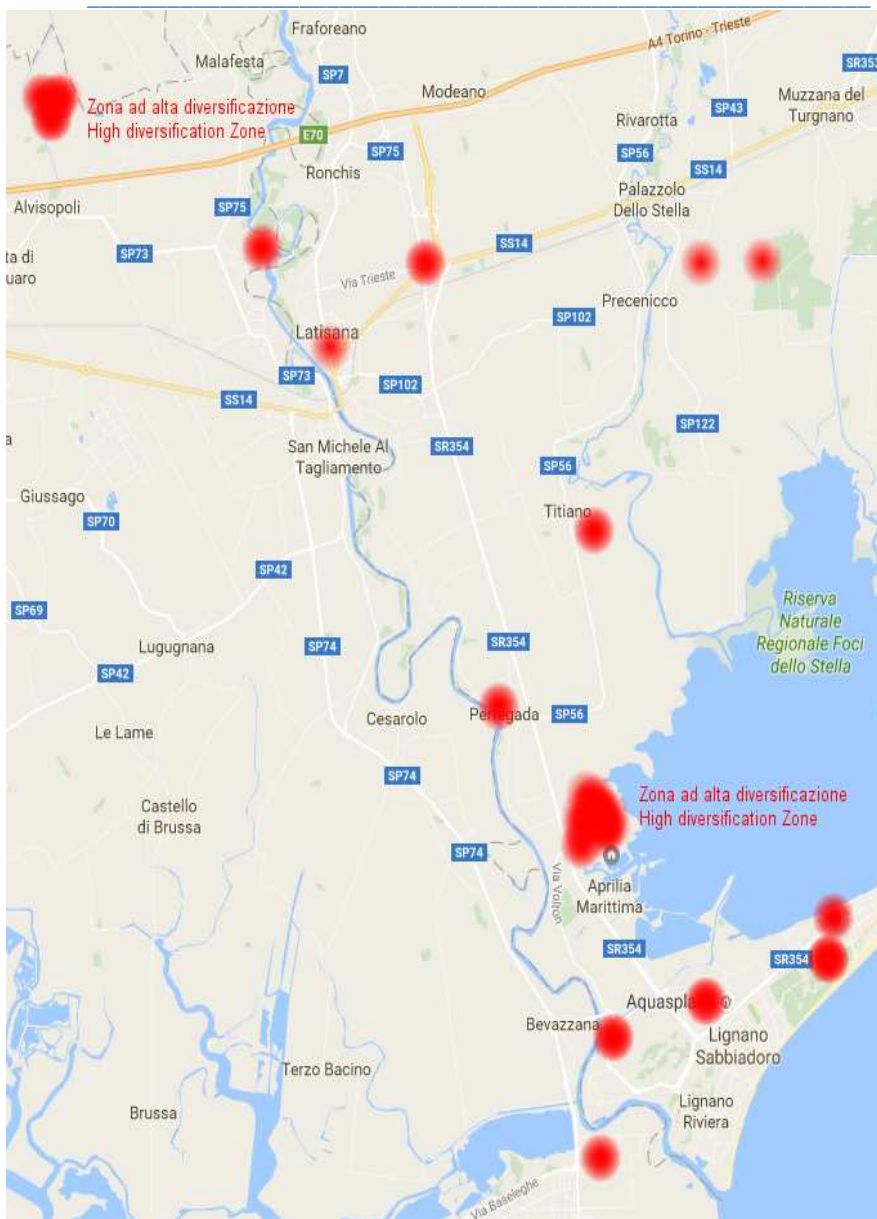 Fraforeano
A4 Torino - Trieste
Malafesta
SP7
Modeano
Zona ad alta diversificazione
High diversification Zone
SP43
Muzzana del
Turgnano
Rivarotta
E70
SP75
SP56
Ronchis
SS14
Palazzolo
Dello Stella
Alvisopoli
SP75
SP73
SS14
ta di
uaro
Via Trieste
Precenicco
SP102
Latisana
SP73
SP102
SS14
SP122
San Michele Al
Tagliamento
SR354
SP56
Giussago
Titiano
SP70
SP42
Riserva
Naturale
Regionale Foci
dello Stella
SP69
Lugugnana
SP74
SR354
SP42
Cesarolo
SP56
Le Lame
SP74
Zona ad alta diversificazione
High diversification Zone
Castello
di Brussa
SP74
Via Volton
Aprilia
Marittima
SR354
SR354
Bevazzana
Lignano
Sabbiadoro
Terzo Bacino
Brussa
Lignano
Riviera
Via Baseleghe